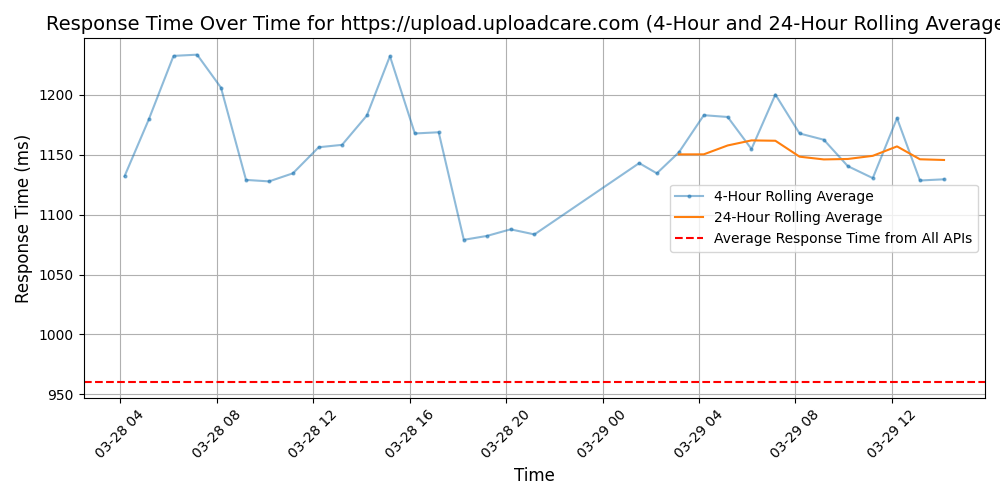 Response Time Over Time for https://upload.uploadcare.com (4-Hour and 24-Hour Rolling Average
Response Time (ms)
1200
1150
1100
1050
1000
950
4-Hour Rolling Average
24-Hour Rolling Average
Average Response Time from All APIs
03-28 04
03-28 08
03-28 12
03-28 16
03-28 20
03-29 00
03-29 04
03-29 08
03-29 12
Time